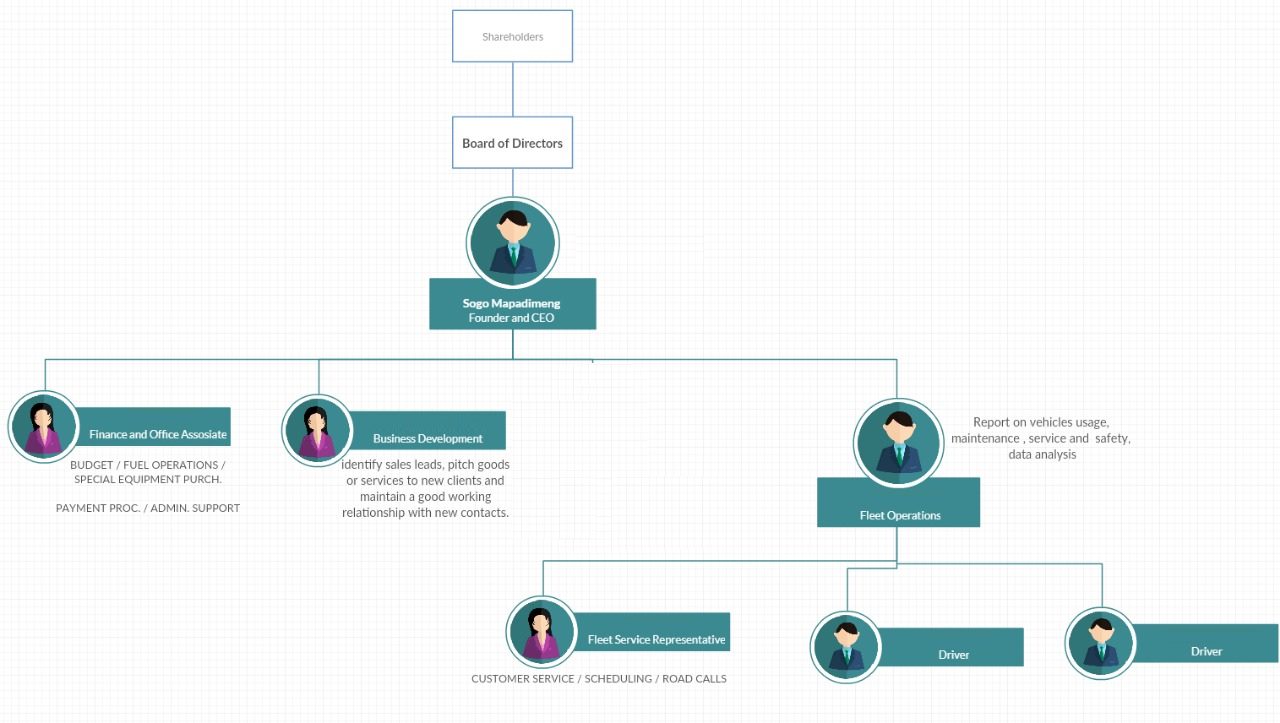 Shareholders
Board of Directors
Sogo Mapadimeng
Founder and CEO
Finance and Office Assosiate
BUDGET / FUEL OPERATIONS /
SPECIAL EQUIPMENT PURCH.
PAYMENT PROC. / ADMIN. SUPPORT
Business Development
identify sales leads, pitch goods
or services to new clients and
maintain a good working
relationship with new contacts.
Report on vehicles usage,
maintenance , service and safety,
data analysis
Fleet Operations
Fleet Service Representative
CUSTOMER SERVICE / SCHEDULING / ROAD CALLS
Driver
Driver